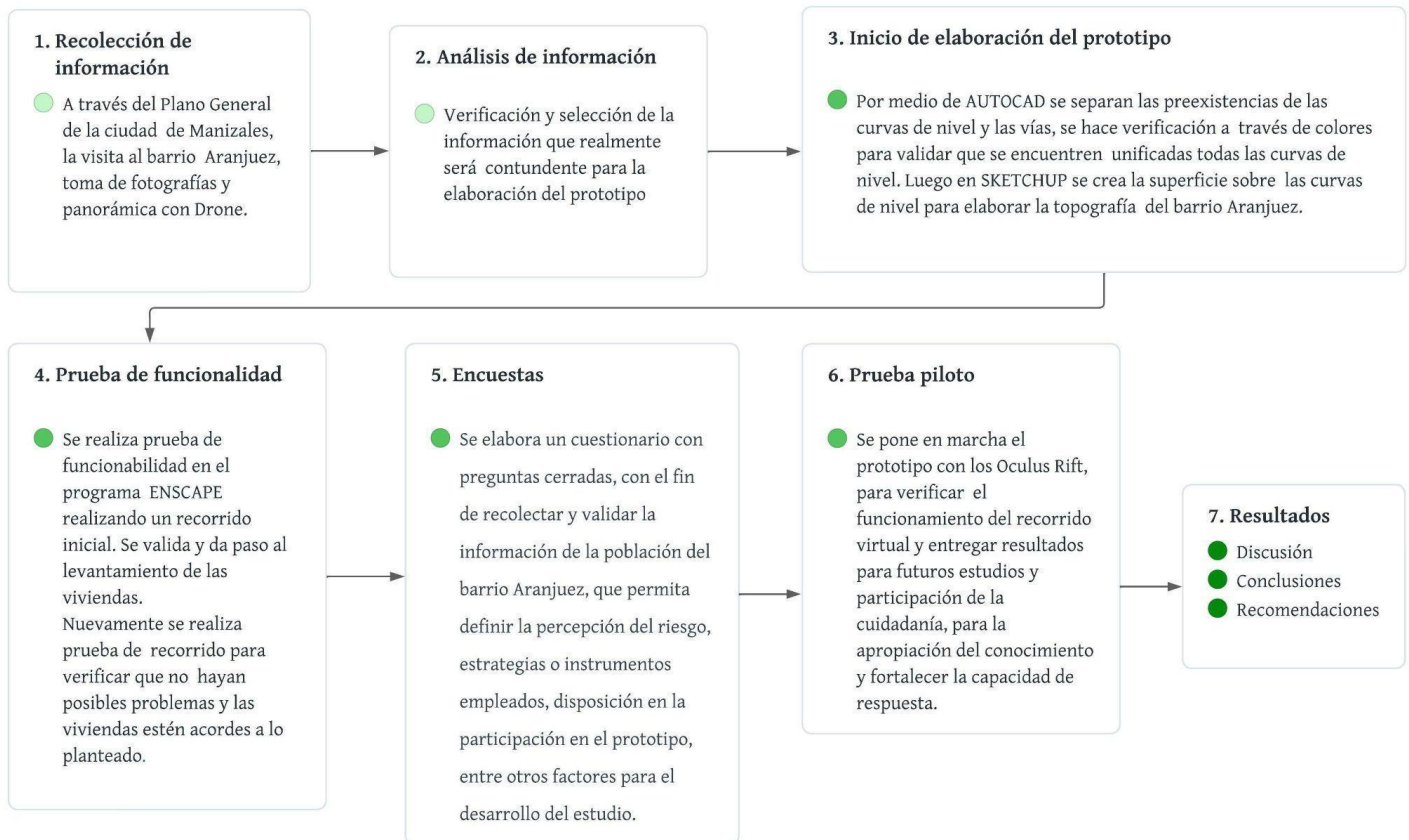 1. Recolección de
información
A través del Plano General
de la ciudad de Manizales,
la visita al barrio Aranjuez,
toma de fotografías y
panorámica con Drone.
2. Análisis de información
Verificación y selección de la
información que realmente
será contundente para la
elaboración del prototipo
3. Inicio de elaboración del prototipo
Por medio de AUTOCAD se separan las preexistencias de las
curvas de nivel y las vías, se hace verificación a través de colores
para validar que se encuentren unificadas todas las curvas de
nivel. Luego en SKETCHUP se crea la superficie sobre las curvas
de nivel para elaborar la topografía del barrio Aranjuez.
4. Prueba de funcionalidad
Se realiza prueba de
funcionabilidad en el
programa ENSCAPE
realizando un recorrido
inicial. Se valida y da paso al
levantamiento de las
viviendas.
Nuevamente se realiza
prueba de recorrido para
verificar que no hayan
posibles problemas y las
viviendas estén acordes a lo
planteado.
5. Encuestas
Se elabora un cuestionario con
preguntas cerradas, con el fin
de recolectar y validar la
información de la población del
barrio Aranjuez, que permita
definir la percepción del riesgo,
estrategias o instrumentos
empleados, disposición en la
participación en el prototipo,
entre otros factores para el
desarrollo del estudio.
6. Prueba piloto
Se pone en marcha el
prototipo con los Oculus Rift,
para verificar el
funcionamiento del recorrido
virtual y entregar resultados
para futuros estudios y
participación de la
cuidadanía, para la
apropiación del conocimiento
y fortalecer la capacidad de
respuesta.
7. Resultados
Discusión
Conclusiones
Recomendaciones